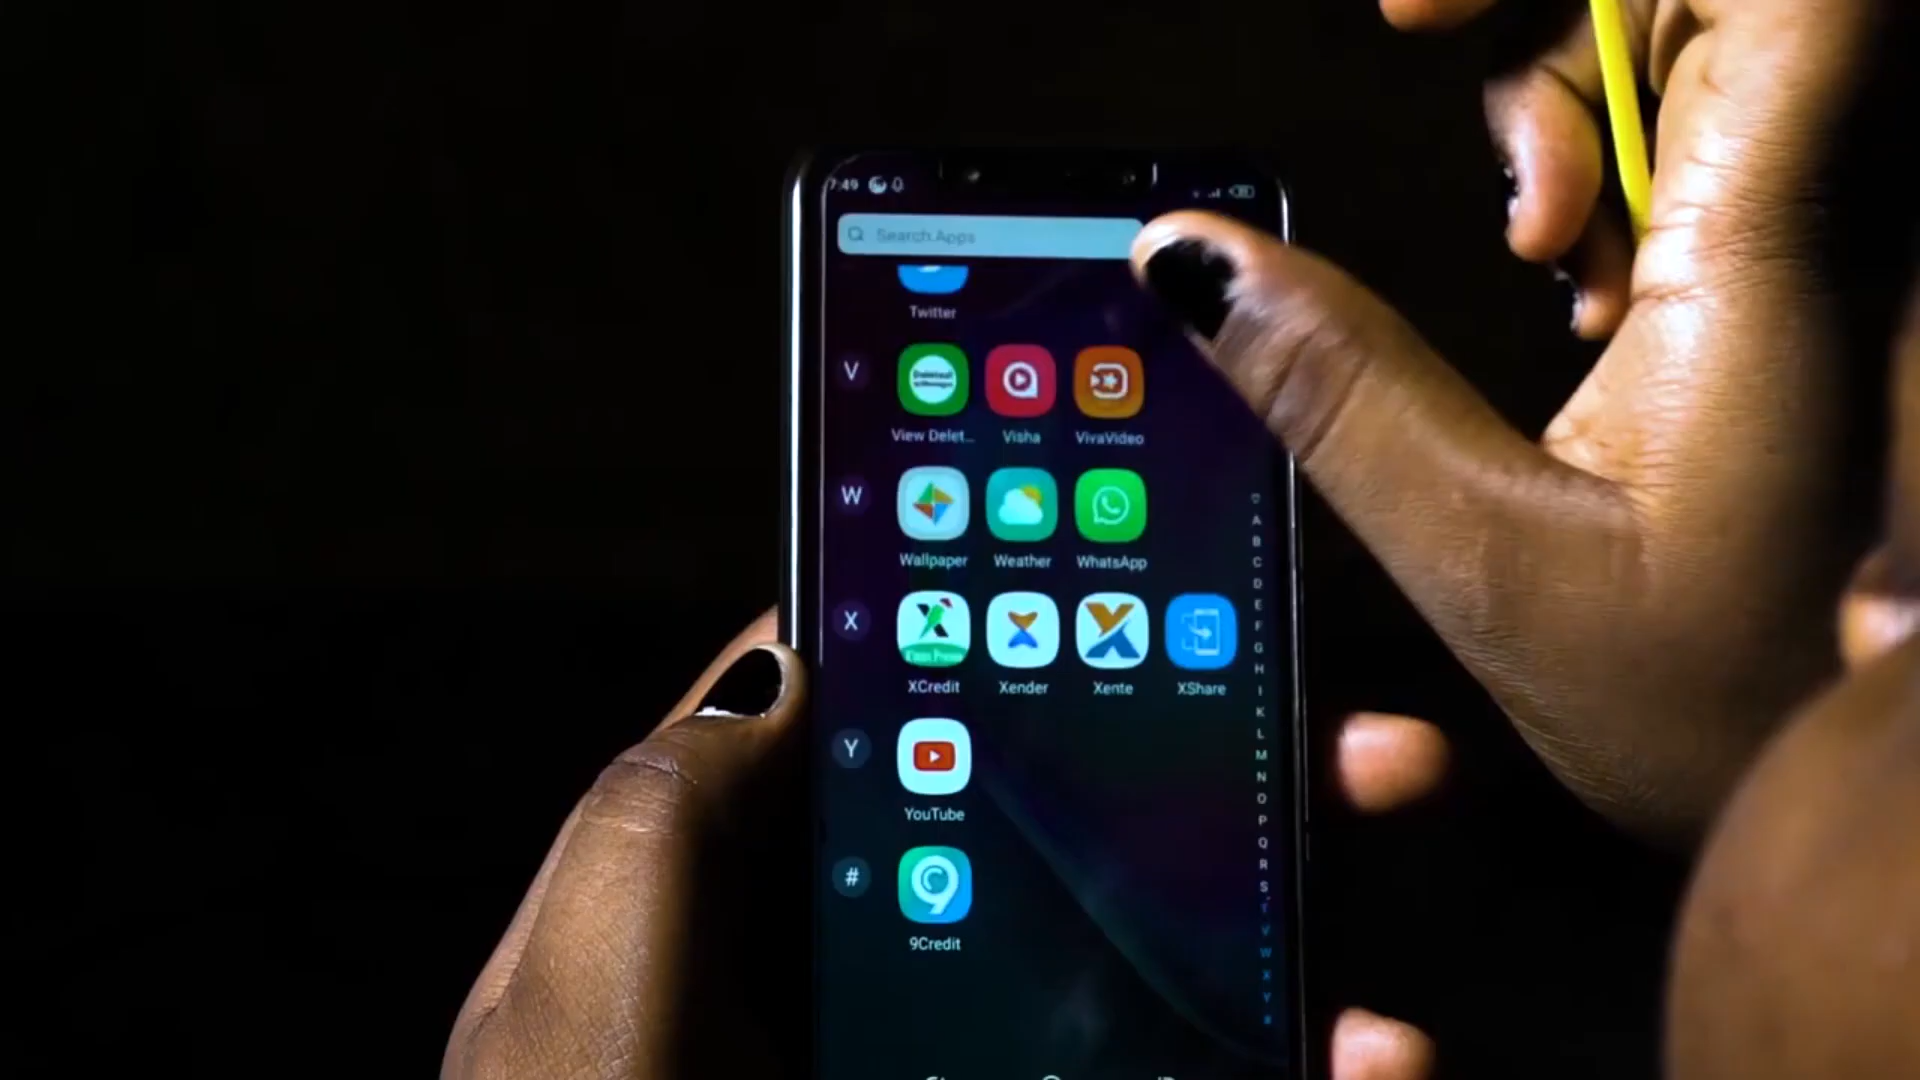 7:49
Search Apps
Twitter
V
View Delet...
Visha
VivaVideo
W
Wallpaper
Weather
WhatsApp
X
XCredit
Xender
Xente
XShare
Y
YouTube
#
9Credit
A
B
C
D
E
F
G
H
I
K
L
M
N
O
P
Q
R
S
T
V
W
X
Y
#